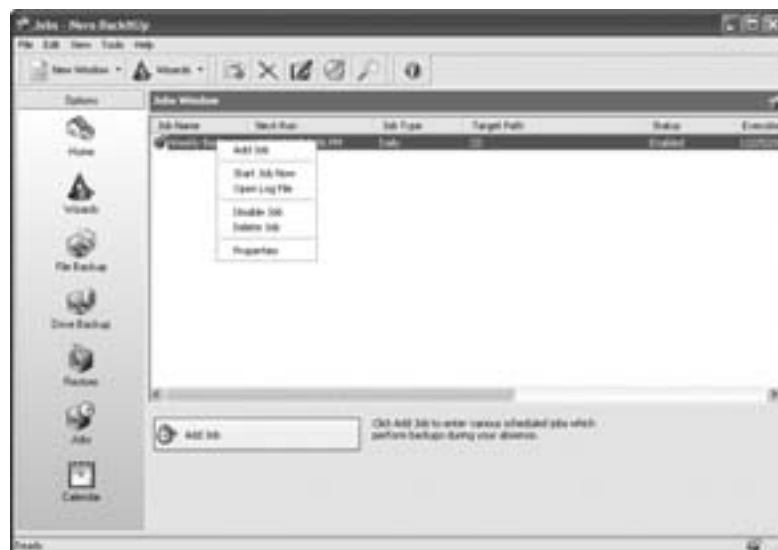 Jobs - Nero BackItUp
File Edit View Tools Help
New Window Wizards
Options
Jobs Window
Home
Wizards
File Backup
Drive Backup
Restore
Jobs
Calendar
Job Name Next Run Job Type Target Path Status
Weekly PM Daily Enabled
Add Job
Start Job Now
Open Log File
Disable Job
Delete Job
Properties
Add Job
Click Add Job to enter various scheduled jobs which
perform backups during your absence.
Ready